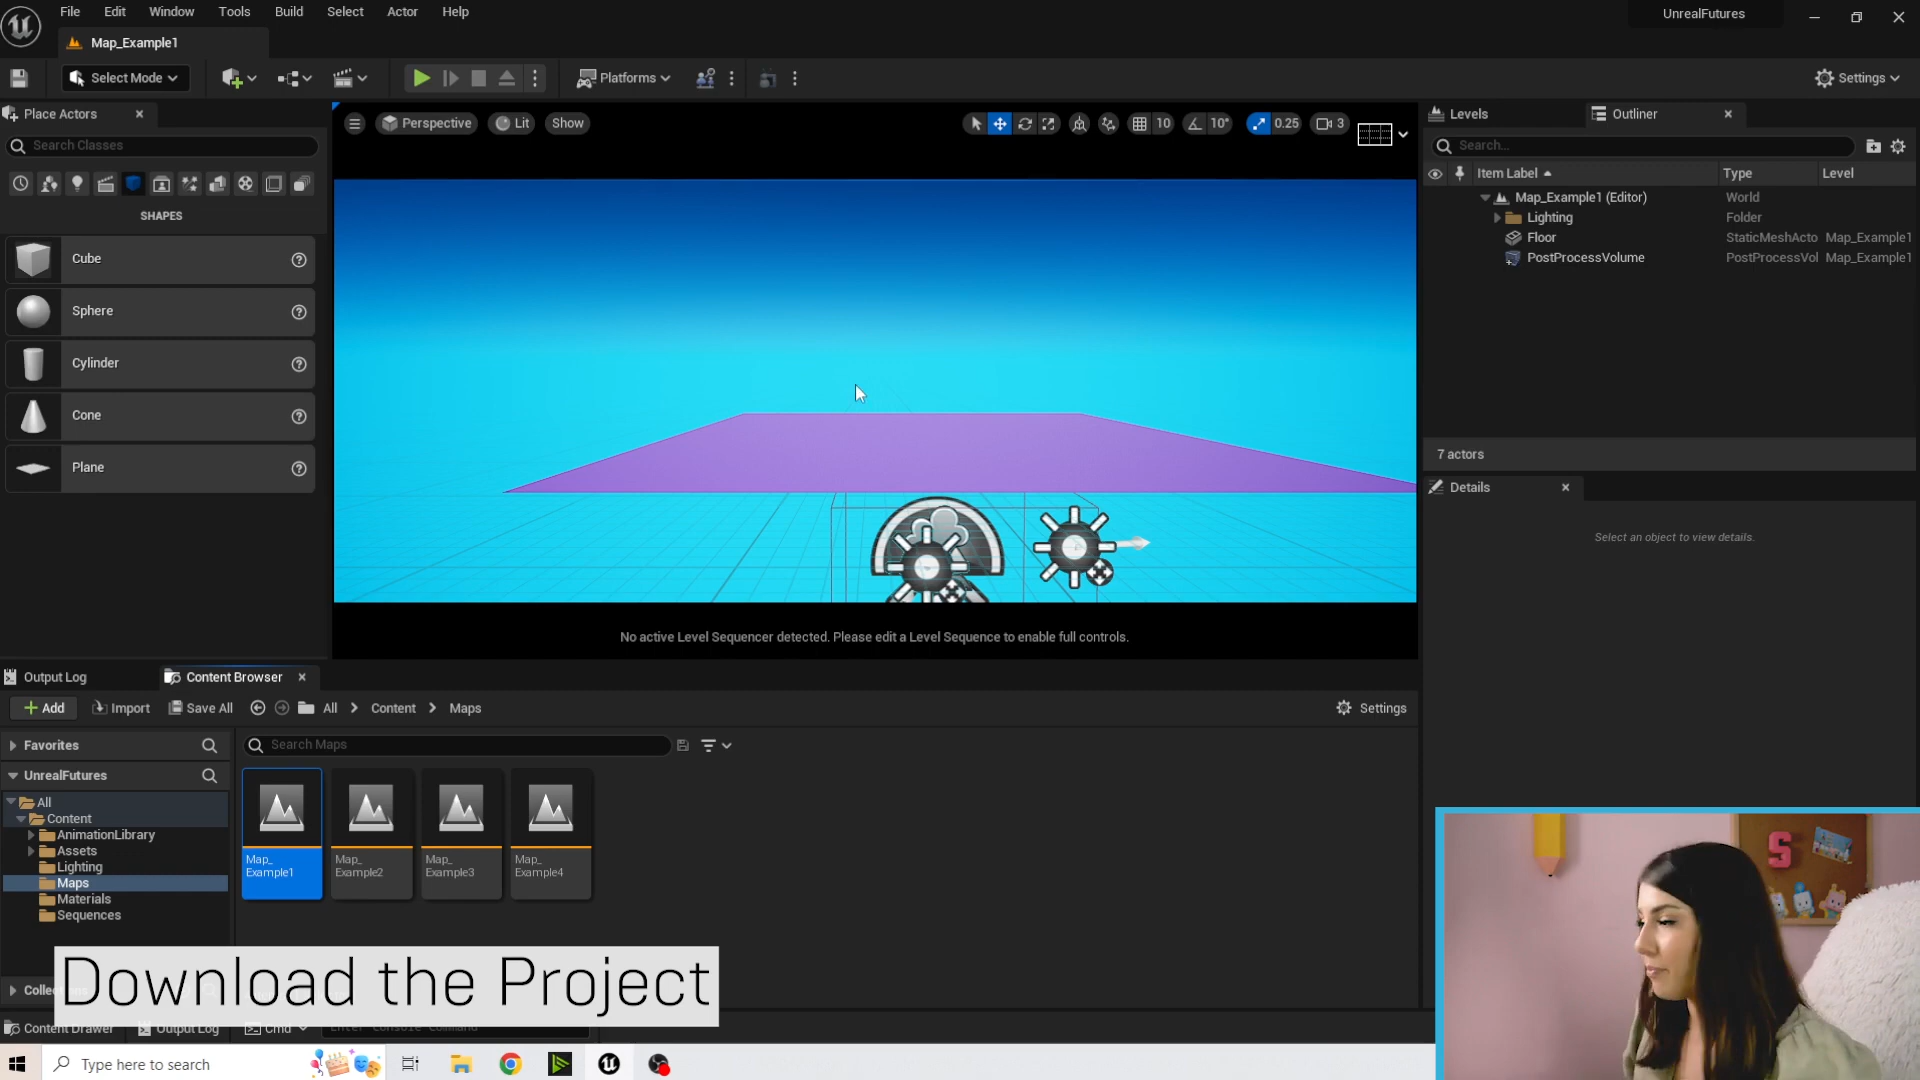 File Edit Window Tools Build Select Actor Help
UnrealFutures
Map_Example1
Select Mode
Platforms
Settings
Place Actors
Search Classes
SHAPES
Cube
Sphere
Cylinder
Cone
Plane
Perspective Lit Show
10 10° 0.25 3
No active Level Sequencer detected. Please edit a Level Sequence to enable full controls.
Levels
Outliner
Search...
Item Label Type Level
Map_Example1 (Editor) World
Lighting Folder
Floor StaticMeshActo Map_Example1
PostProcessVolume PostProcessVol Map_Example1
7 actors
Details
Select an object to view details.
Output Log
Content Browser
Add Import Save All All Content Maps
Settings
Favorites
Search Maps
UnrealFutures
All
Content
AnimationLibrary
Assets
Lighting
Maps
Materials
Sequences
Map_
Example1
Map_
Example2
Map_
Example3
Map_
Example4
Download the Project
Content Drawer Output Log Cmd Enter Console Command
Type here to search
S